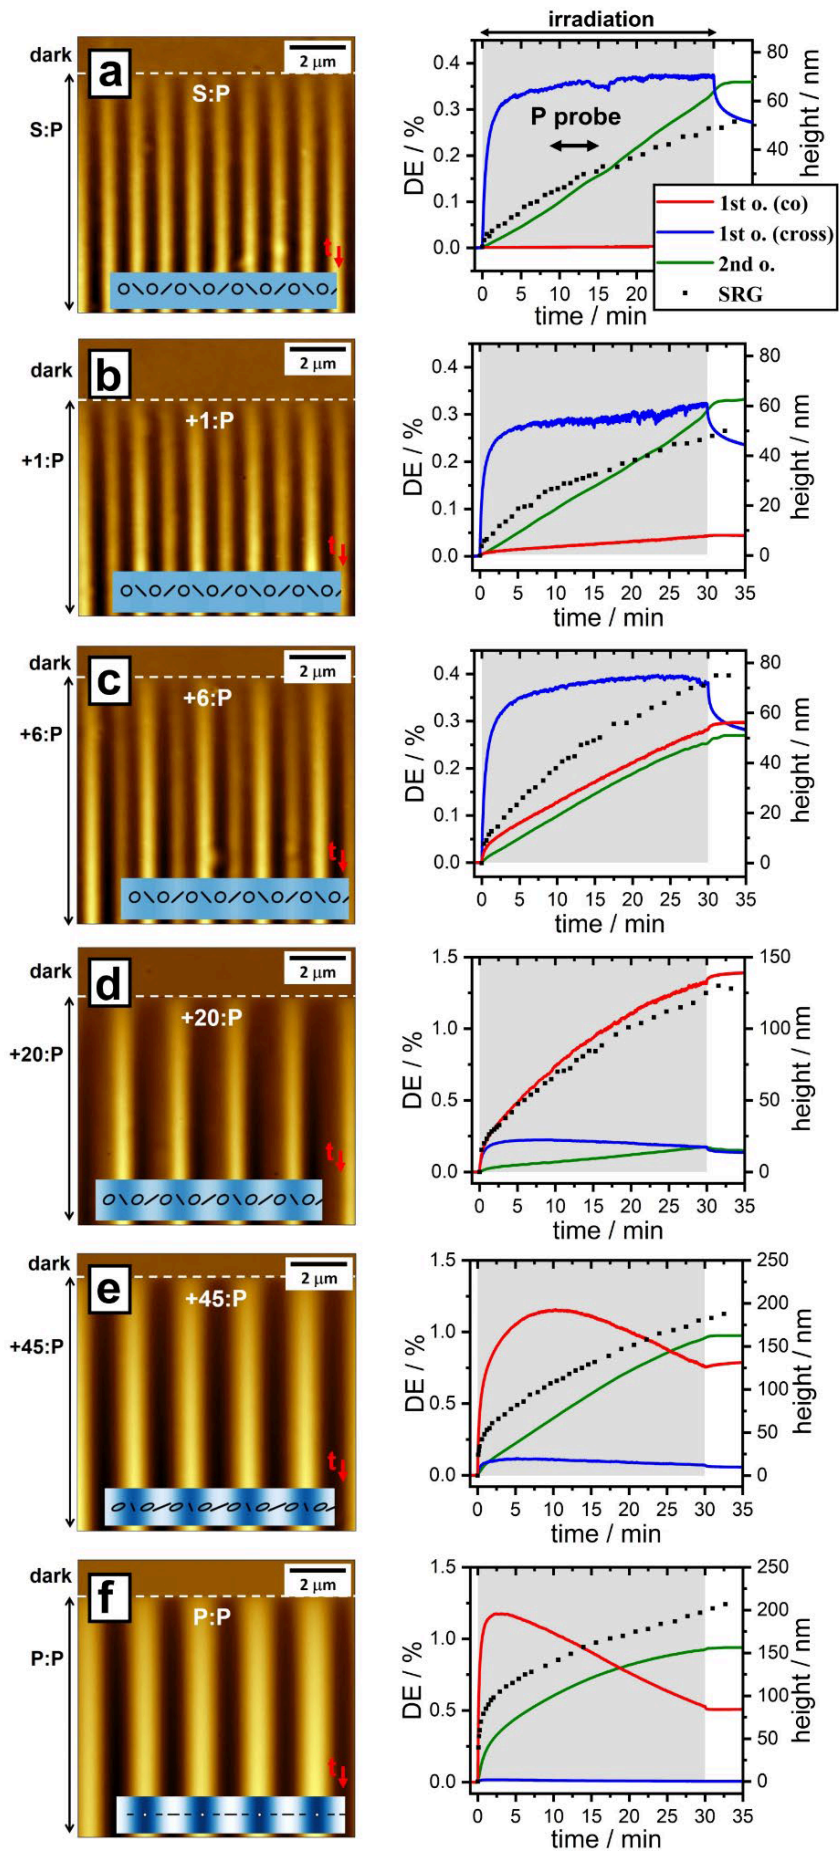 irradiation
dark
a
2 µm
S:P
S:P
t
DE / %
0.4
0.3
0.2
0.1
0.0
P probe
80
60
40
height / nm
1st o. (co)
1st o. (cross)
2nd o.
SRG
0 5 10 15 20
time / min
dark
b
2 µm
+1:P
+1:P
t
DE / %
0.4
0.3
0.2
0.1
0.0
80
60
40
20
0
height / nm
0 5 10 15 20 25 30 35
time / min
dark
c
2 µm
+6:P
+6:P
t
DE / %
0.4
0.3
0.2
0.1
0.0
80
60
40
20
0
height / nm
0 5 10 15 20 25 30 35
time / min
dark
d
2 µm
+20:P
+20:P
t
DE / %
1.5
1.0
0.5
0.0
150
100
50
0
height / nm
0 5 10 15 20 25 30 35
time / min
dark
e
2 µm
+45:P
+45:P
t
DE / %
1.5
1.0
0.5
0.0
250
200
150
100
50
0
height / nm
0 5 10 15 20 25 30 35
time / min
dark
f
2 µm
P:P
P:P
t
DE / %
1.5
1.0
0.5
0.0
250
200
150
100
50
0
height / nm
0 5 10 15 20 25 30 35
time / min